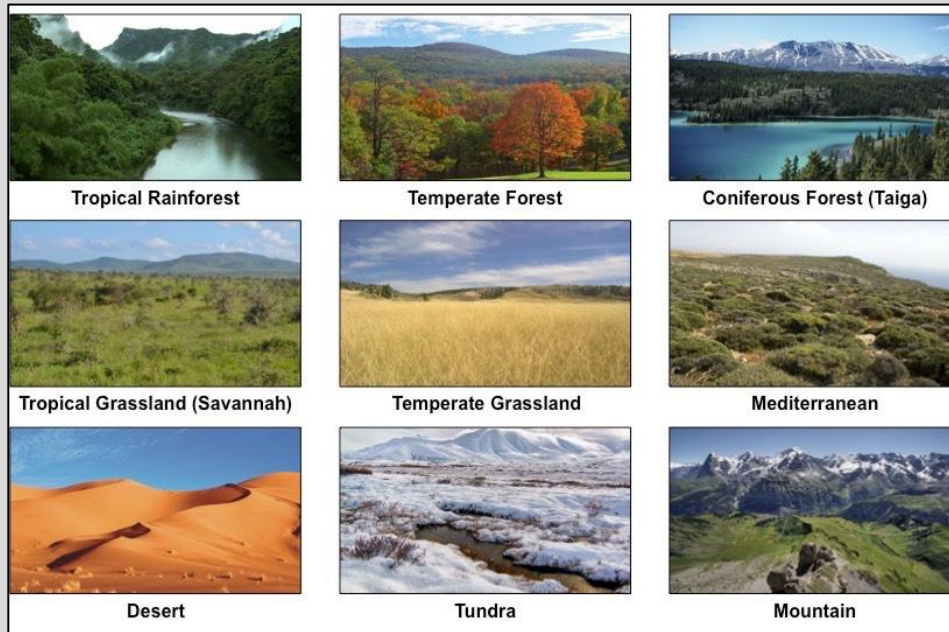 Tropical Rainforest
Temperate Forest
Coniferous Forest (Taiga)
Tropical Grassland (Savannah)
Temperate Grassland
Mediterranean
Desert
Tundra
Mountain